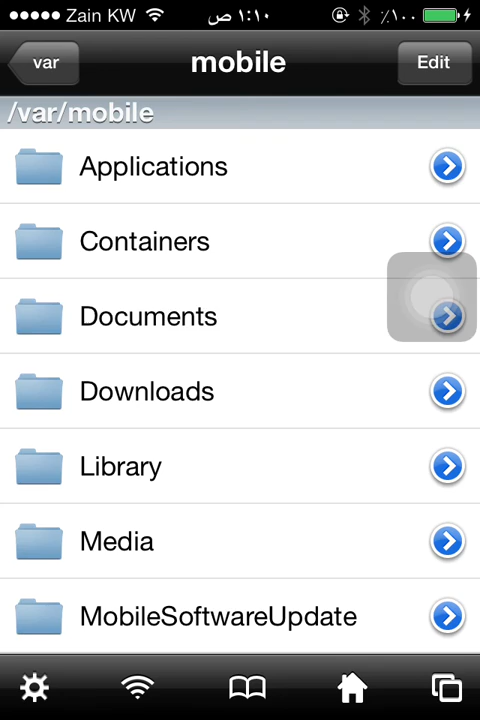 Zain KW ١:١٠ ص ٪١٠٠
var mobile Edit
/var/mobile
Applications
Containers
Documents
Downloads
Library
Media
MobileSoftwareUpdate